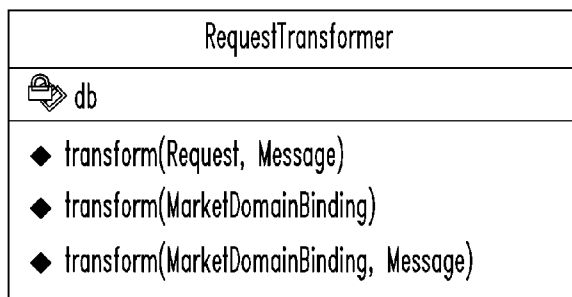 RequestTransformer
db
transform(Request, Message)
transform(MarketDomainBinding)
transform(MarketDomainBinding, Message)